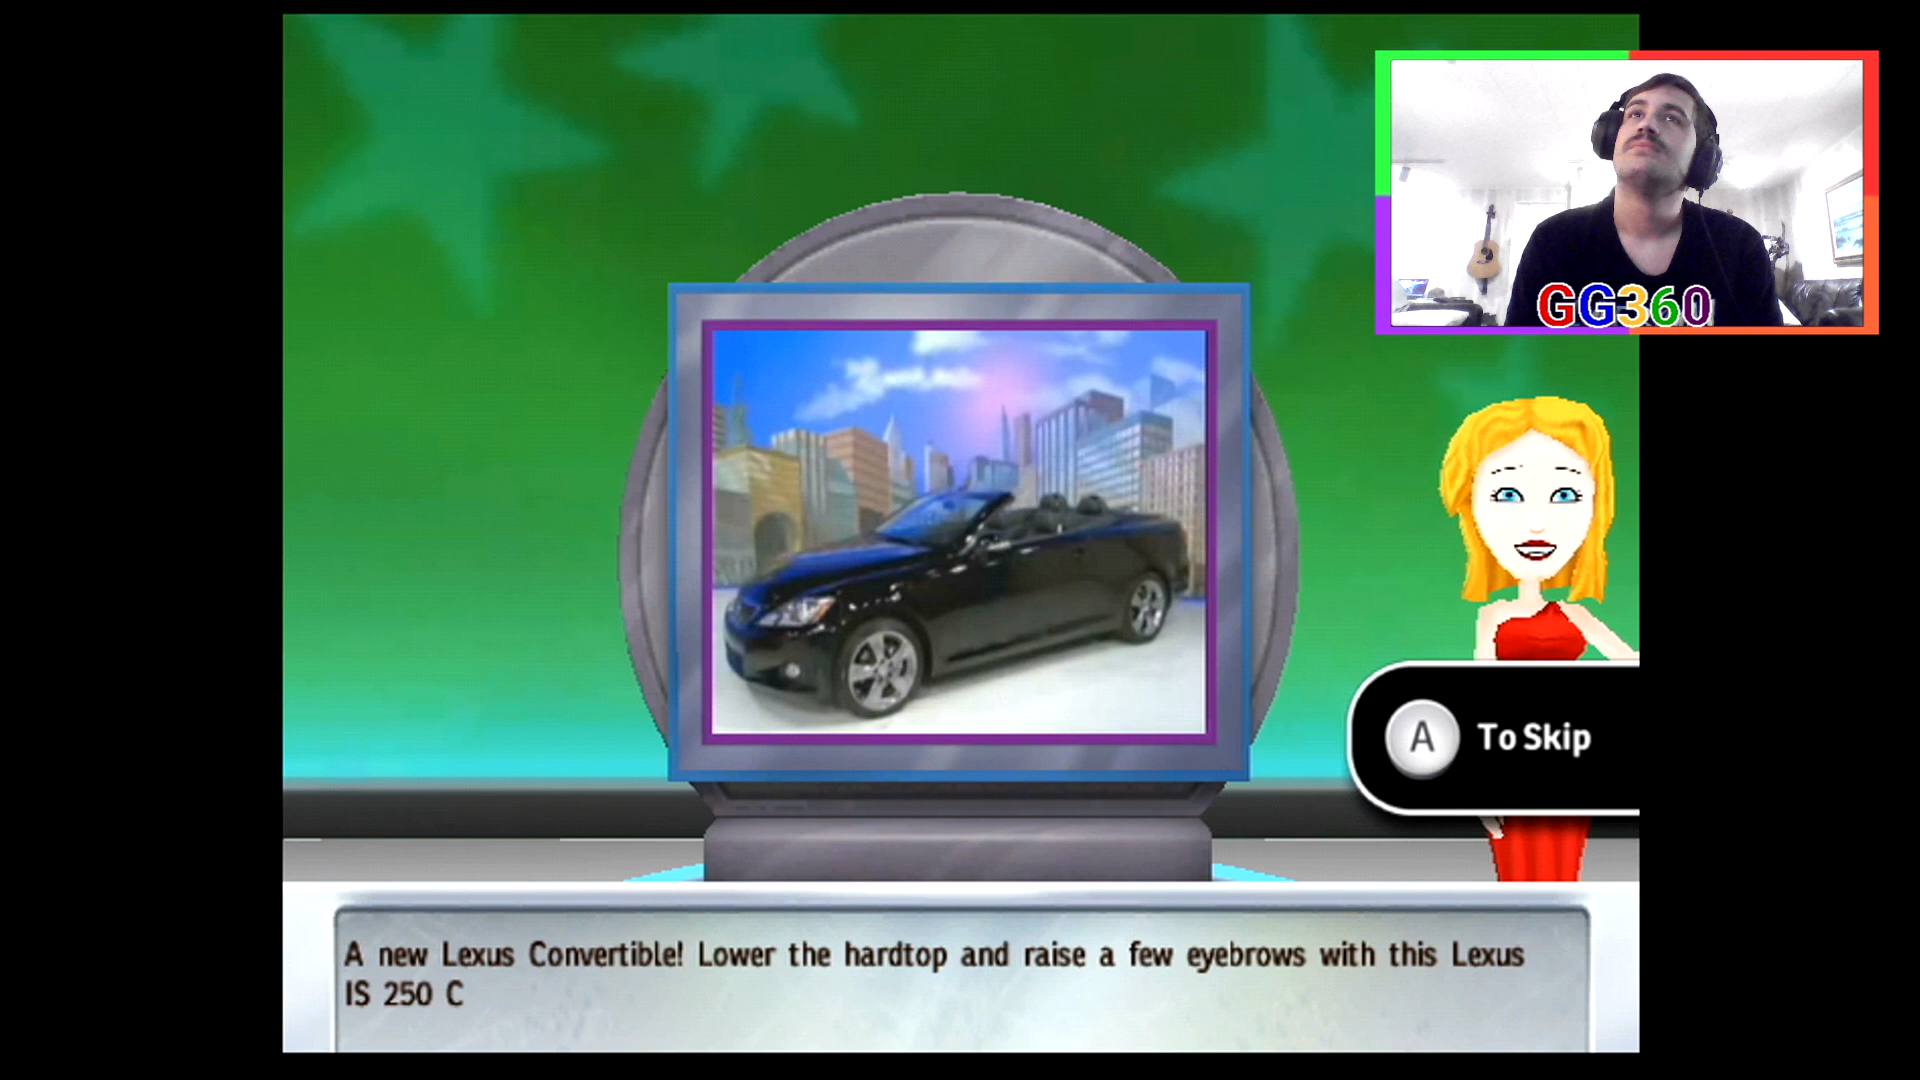 GG360
A To Skip
A new Lexus Convertible! Lower the hardtop and raise a few eyebrows with this Lexus
IS 250 C